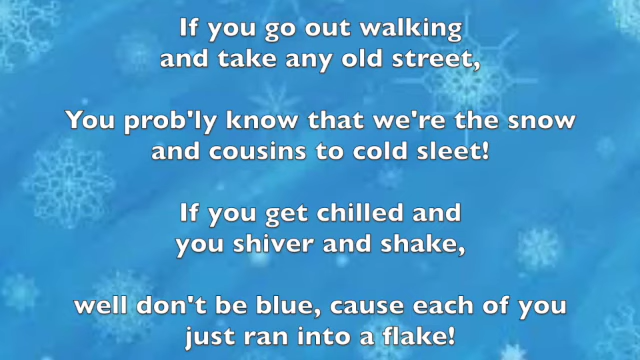 If you go out walking
and take any old street,
You prob'ly know that we're the snow
and cousins to cold sleet!
If you get chilled and
you shiver and shake,
well don't be blue, cause each of you
just ran into a flake!